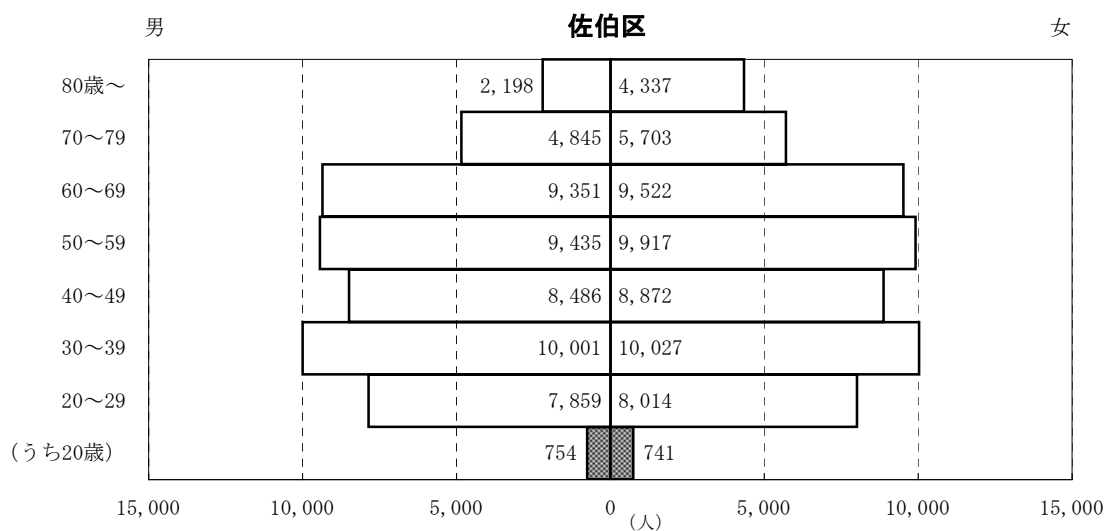 男 佐伯区 女
80歳～ 2,198 4,337
70～79 4,845 5,703
60～69 9,351 9,522
50～59 9,435 9,917
40～49 8,486 8,872
30～39 10,001 10,027
20～29 7,859 8,014
(うち20歳) 754 741
15,000 10,000 5,000 0 5,000 10,000 15,000
(人)